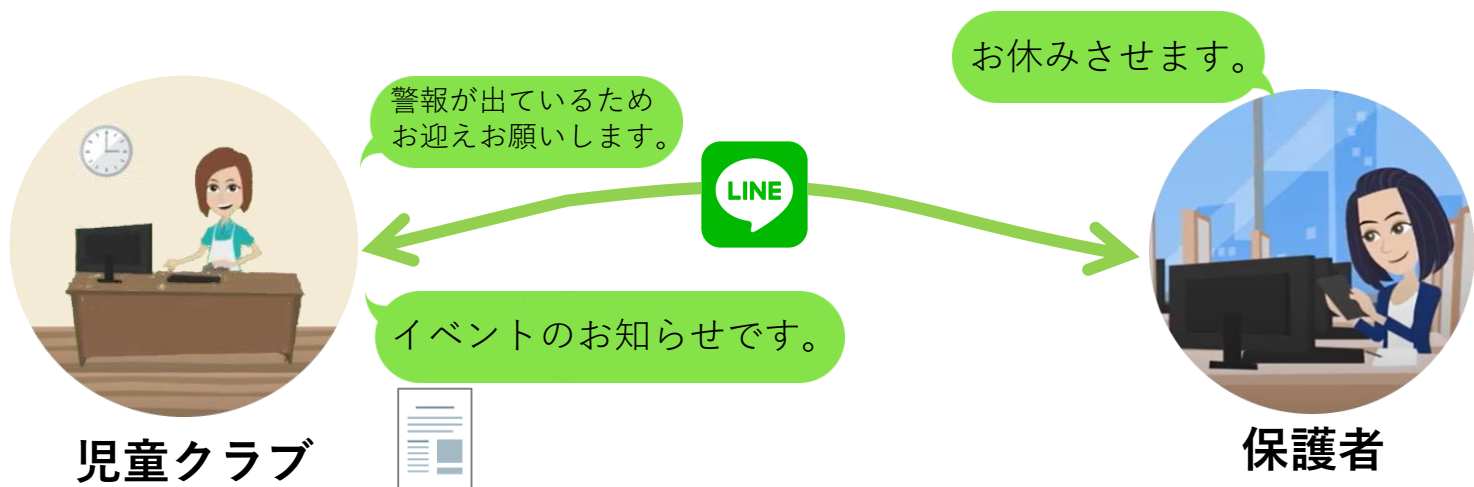 お休みさせます。
警報が出ているため
お迎えお願いします。
LINE
イベントのお知らせです。
児童クラブ
保護者